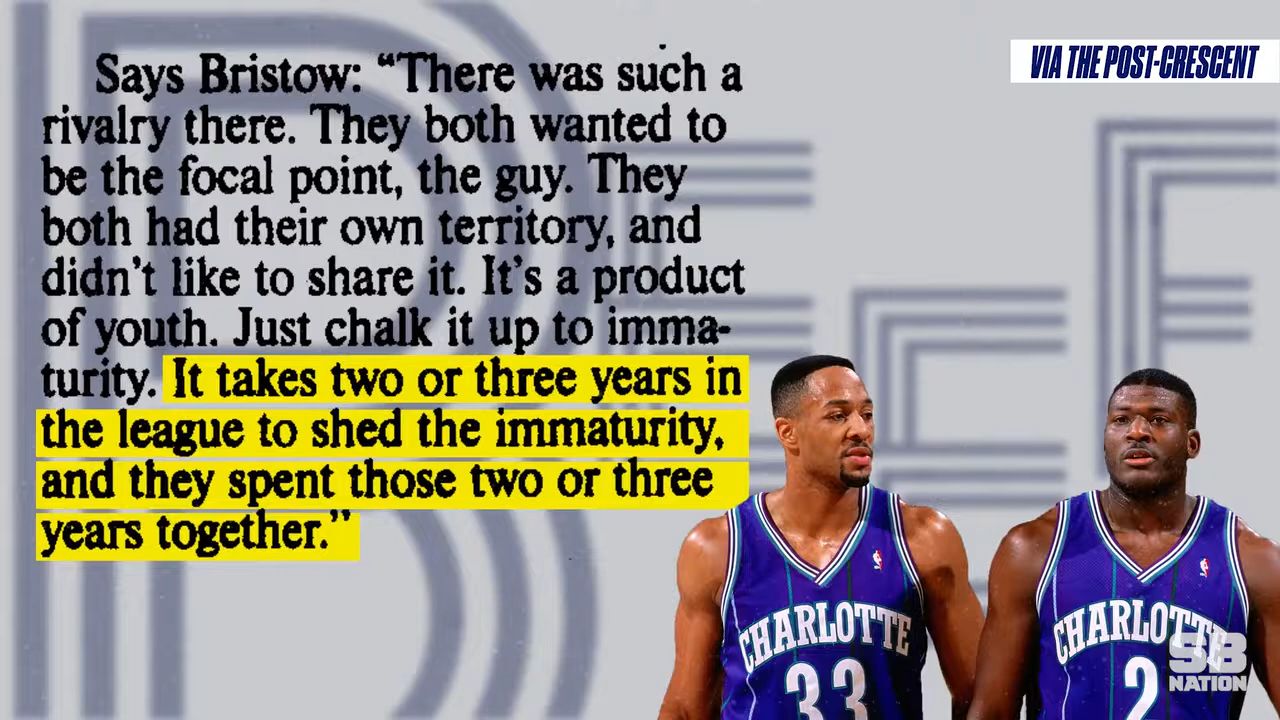 VIA THE POST-CRESCENT
Says Bristow: “There was such a
rivalry there. They both wanted to
be the focal point, the guy. They
both had their own territory, and
didn’t like to share it. It’s a product
of youth. Just chalk it up to imma-
turity. It takes two or three years in
the league to shed the immaturity,
and they spent those two or three
years together.”
CHARLOTTE
33
CHARLOTTE
2
SB
NATION